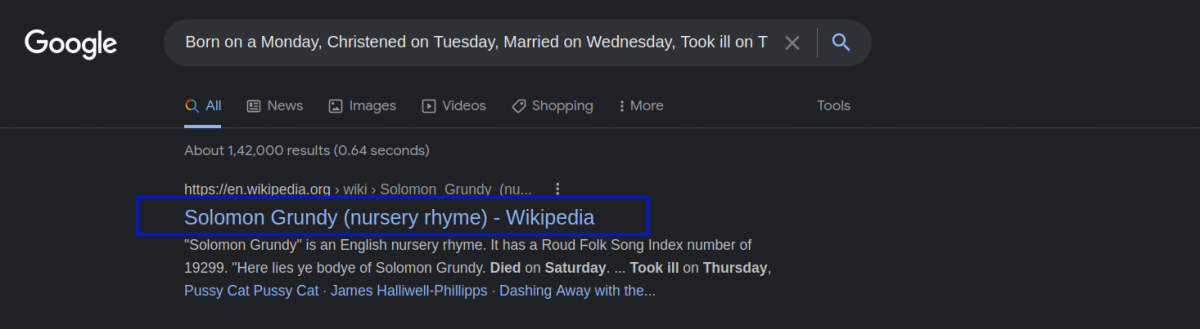 Google Born on a Monday, Christened on Tuesday, Married on Wednesday, Took ill on T
All News Images Videos Shopping More Tools
About 1,42,000 results (0.64 seconds)
https://en.wikipedia.org › wiki › Solomon_Grundy_(nu...
Solomon Grundy (nursery rhyme) - Wikipedia
"Solomon Grundy" is an English nursery rhyme. It has a Roud Folk Song Index number of
19299. "Here lies ye bodye of Solomon Grundy. Died on Saturday. ... Took ill on Thursday,
Pussy Cat Pussy Cat · James Halliwell-Phillipps · Dashing Away with the...